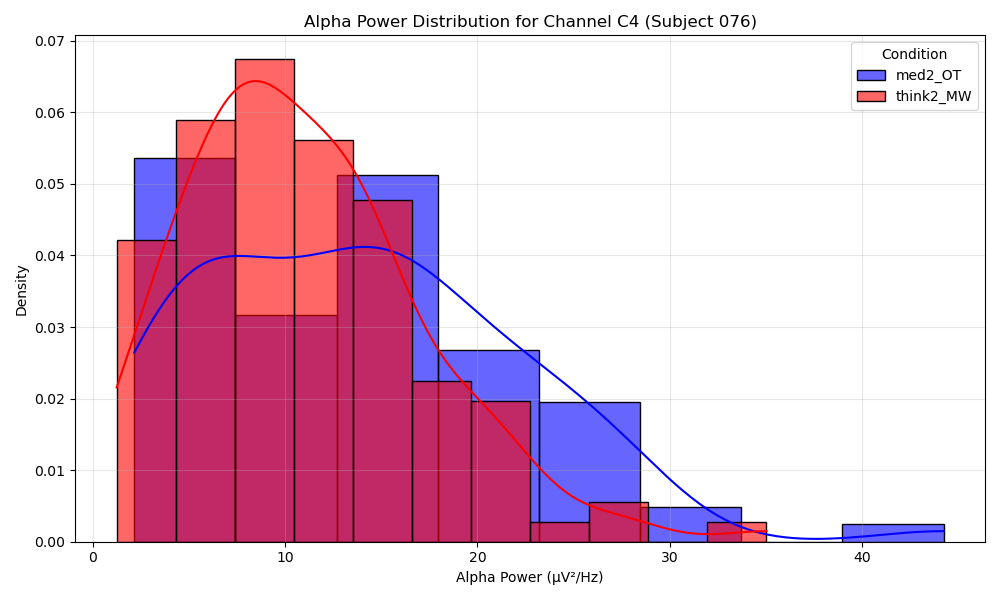 Alpha Power Distribution for Channel C4 (Subject 076)
Condition
med2_OT
think2_MW
Density
0.07
0.06
0.05
0.04
0.03
0.02
0.01
0.00
0 10 20 30 40
Alpha Power (μV²/Hz)